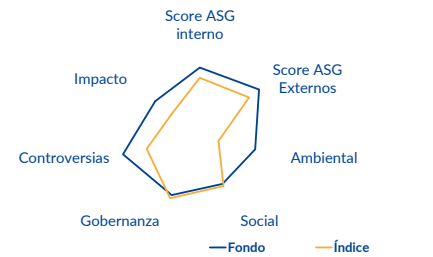 Score ASG
interno
Score ASG
Externos
Impacto
Controversias
Ambiental
Gobernanza
Social
Fondo
Índice